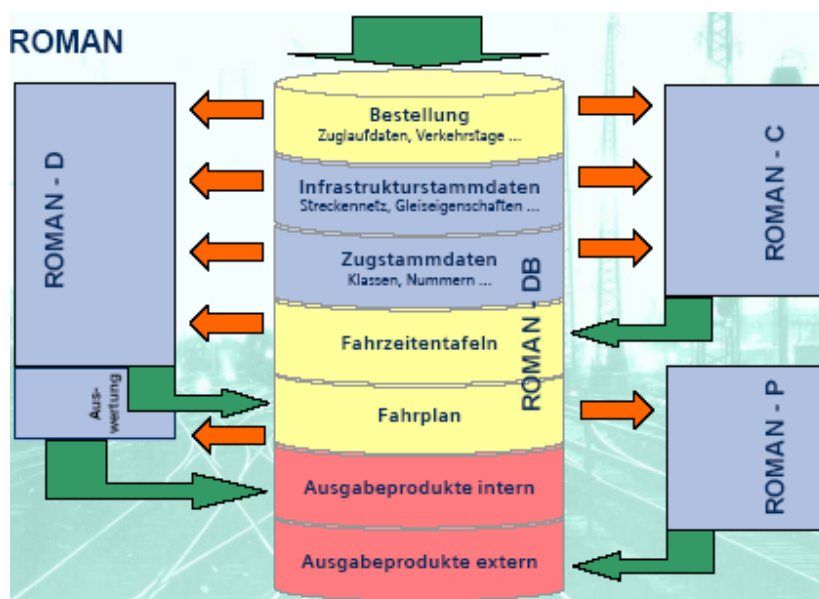 ROMAN
Bestellung
Zuglaufdaten, Verkehrstage ...
Infrastrukturstammdaten
Streckennetz, Gleiseigenschaften ...
Zugstammdaten
Klassen, Nummern ...
Fahrzeitentafeln
Fahrplan
Ausgabeprodukte intern
Ausgabeprodukte extern
ROMAN - DB
ROMAN - D
Aus-
wertung
ROMAN - C
ROMAN - P